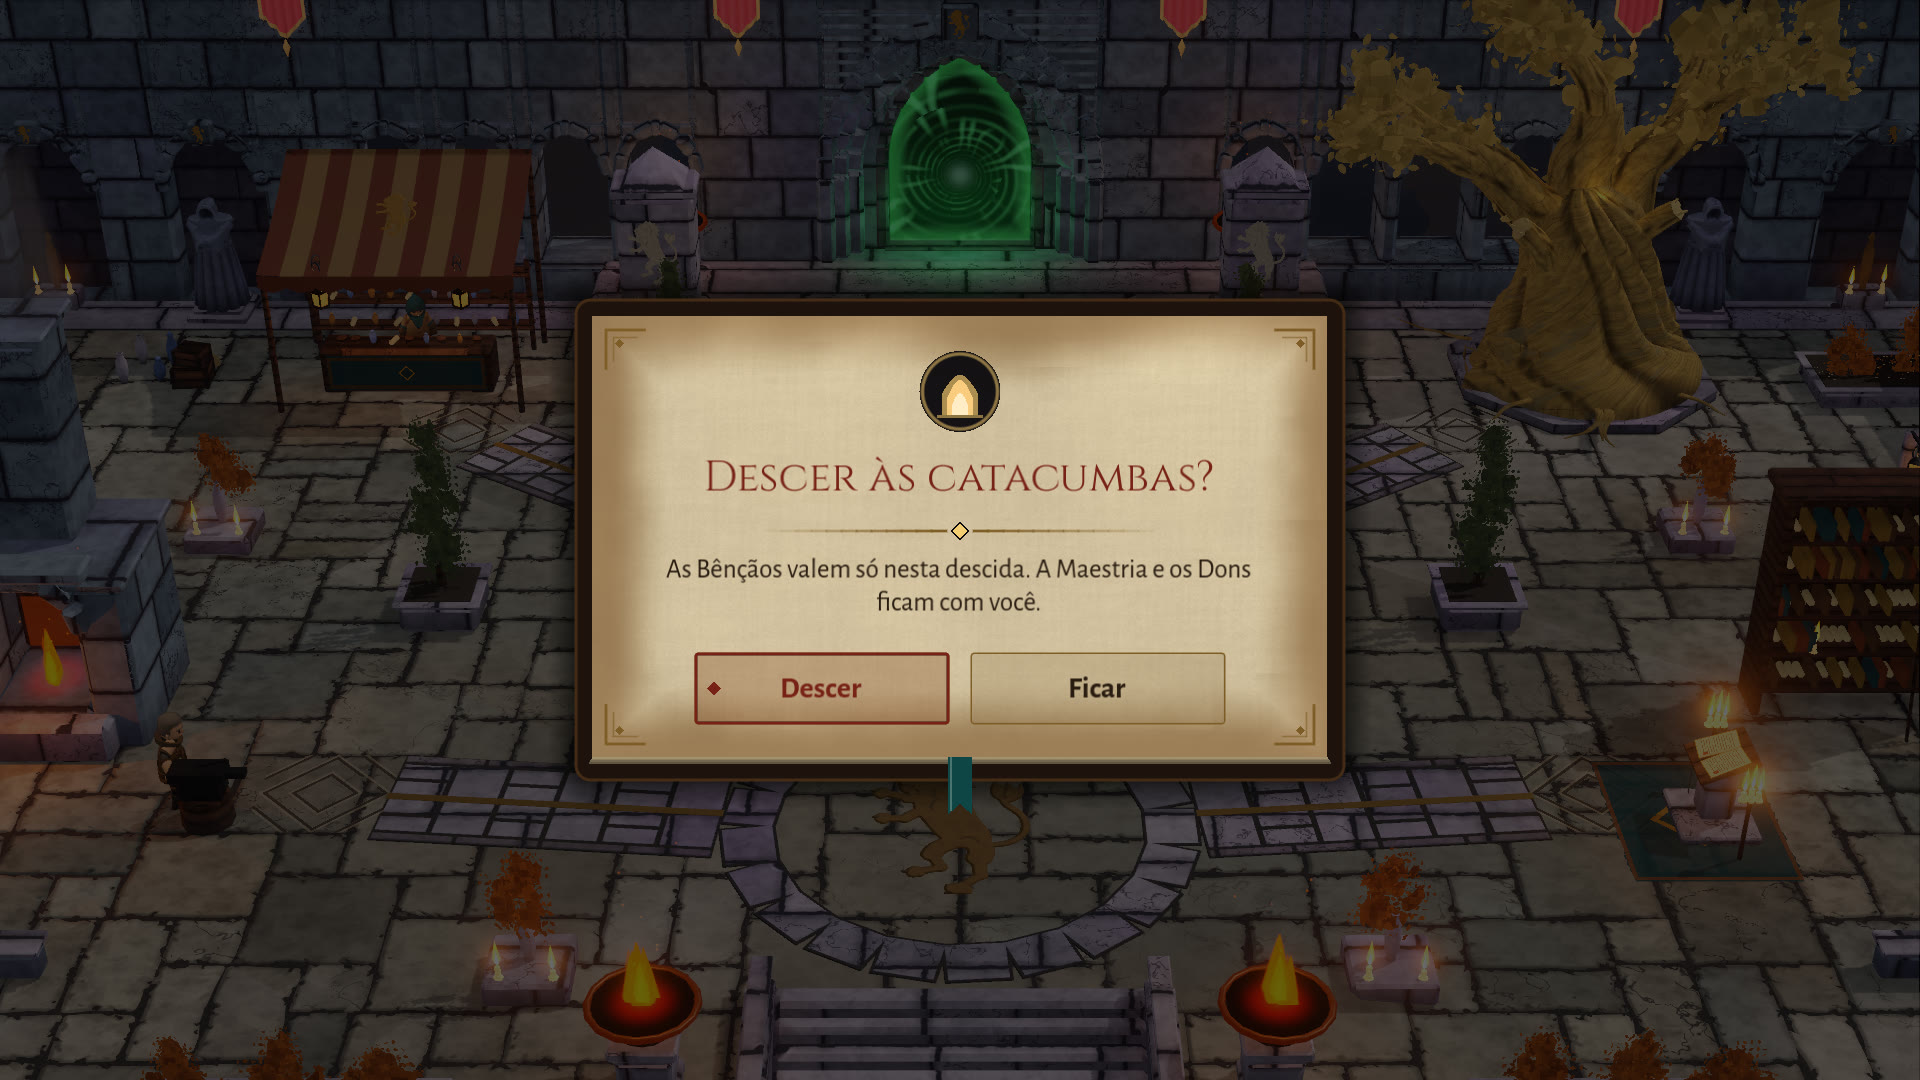 Descer às catacumbas?
As Bênçãos valem só nesta descida. A Maestria e os Dons
ficam com você.
Descer
Ficar